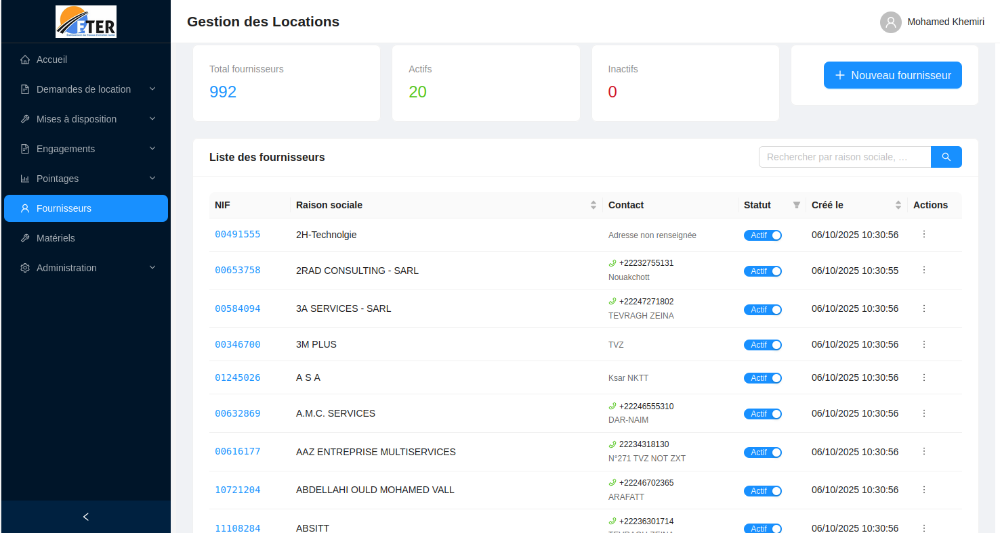 ETER
Gestion des Locations
Mohamed Khemiri
Accueil
Demandes de location
Mises à disposition
Engagements
Pointages
Fournisseurs
Matériels
Administration
Total fournisseurs
992
Actifs
20
Inactifs
0
Nouveau fournisseur
Liste des fournisseurs
Rechercher par raison sociale, …
NIF Raison sociale Contact Statut Créé le Actions
00491555 2H-Technolgie Adresse non renseignée Actif 06/10/2025 10:30:56
00653758 2RAD CONSULTING - SARL +22232755131 Actif 06/10/2025 10:30:55
Nouakchott
00584094 3A SERVICES - SARL +22247271802 Actif 06/10/2025 10:30:56
TEVRAGH ZEINA
00346700 3M PLUS TVZ Actif 06/10/2025 10:30:56
01245026 A S A Ksar NKTT Actif 06/10/2025 10:30:56
00632869 A.M.C. SERVICES +22246555310 Actif 06/10/2025 10:30:56
DAR-NAIM
00616177 AAZ ENTREPRISE MULTISERVICES 22234318130 Actif 06/10/2025 10:30:56
N°271 TVZ NOT ZXT
10721204 ABDELLAHI OULD MOHAMED VALL +22246702365 Actif 06/10/2025 10:30:56
ARAFATT
11108284 ABSITT +22236301714 Actif 06/10/2025 10:30:56
TEVRAGH ZEINA